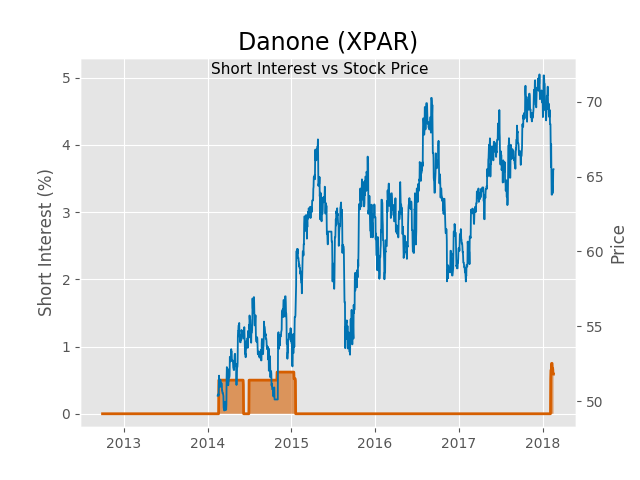 Danone (XPAR)
Short Interest vs Stock Price
Short Interest (%)
5
4
3
2
1
0
70
65
60
55
50
Price
2013 2014 2015 2016 2017 2018